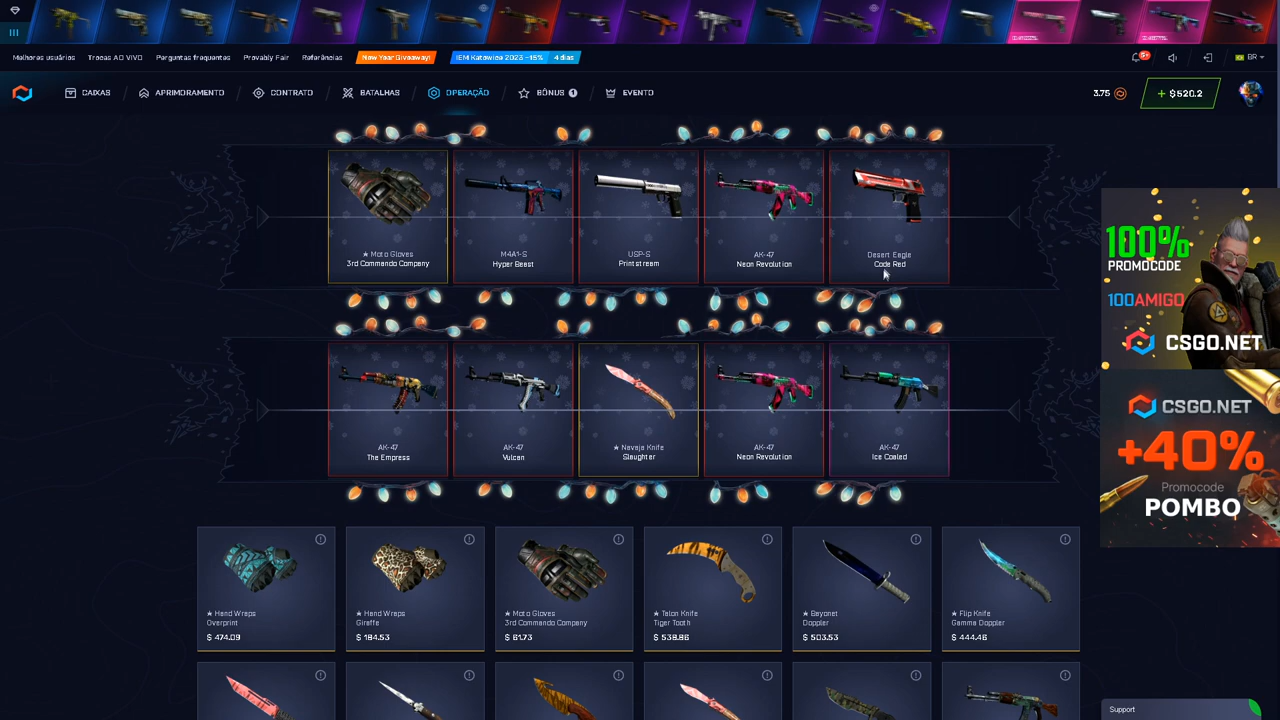 Melhores usuários
Trocas AO VIVO
Perguntas frequentes
Provably Fair
Referências
New Year Giveaway!
IEM Katowice 2023 -15%
4 dias
5+
BR
CAIXAS
APRIMORAMENTO
CONTRATO
BATALHAS
OPERAÇÃO
BÔNUS 1
EVENTO
3.75
+ $520.2
★ Moto Gloves
3rd Commando Company
M4A1-S
Hyper Beast
USP-S
Printstream
AK-47
Neon Revolution
Desert Eagle
Code Red
AK-47
The Empress
AK-47
Vulcan
★ Navaja Knife
Slaughter
AK-47
Neon Revolution
AK-47
Ice Coaled
★ Hand Wraps
Overprint
$ 474.09
★ Hand Wraps
Giraffe
$ 184.53
★ Moto Gloves
3rd Commando Company
$ 61.73
★ Talon Knife
Tiger Tooth
$ 538.86
★ Bayonet
Doppler
$ 503.53
★ Flip Knife
Gamma Doppler
$ 444.46
100%
PROMOCODE
100AMIGO
CSGO.NET
CSGO.NET
+40%
Promocode
POMBO
Support